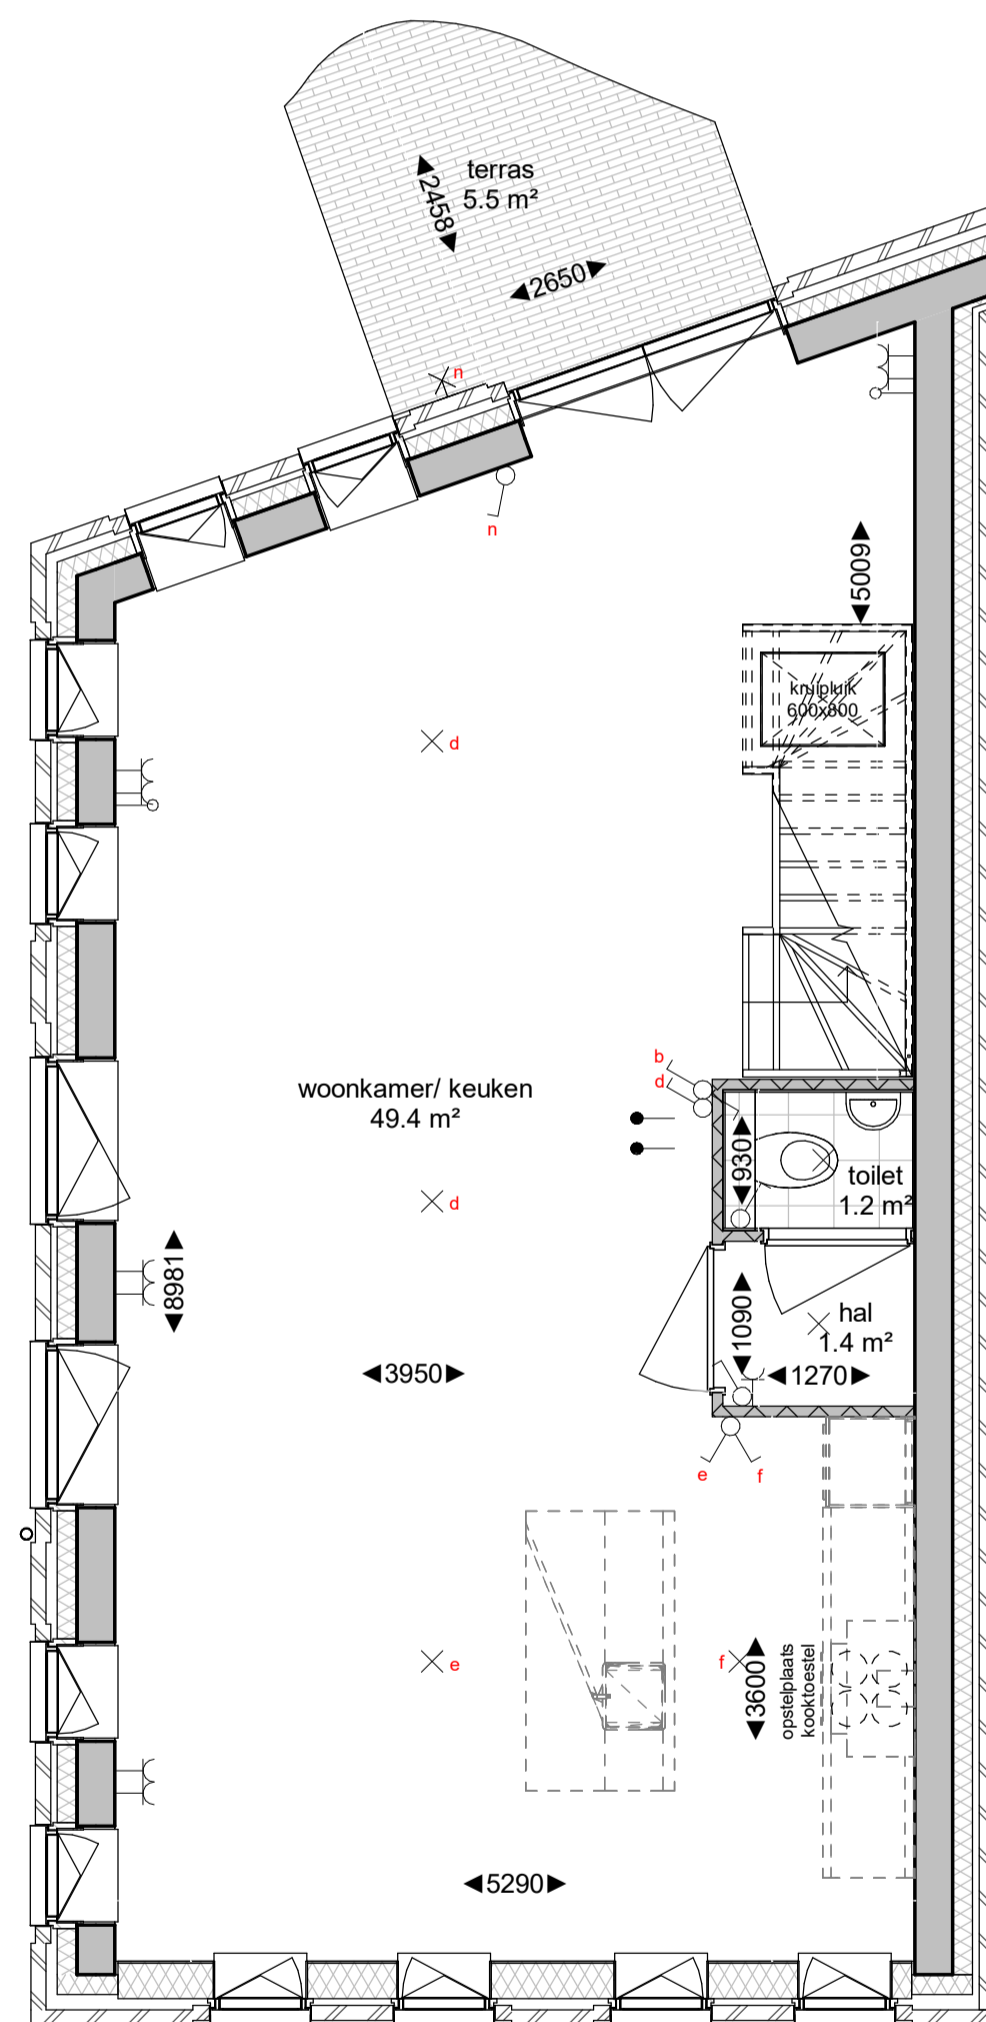 terras
5.5 m²
2458
2650
n
n
5009
kruipluik
600x800
d
b
d
woonkamer/ keuken
49.4 m²
930
toilet
1.2 m²
d
8981
1090
hal
1.4 m²
3950
1270
e
f
e
f
3600
opstelplaats
kooktoestel
5290